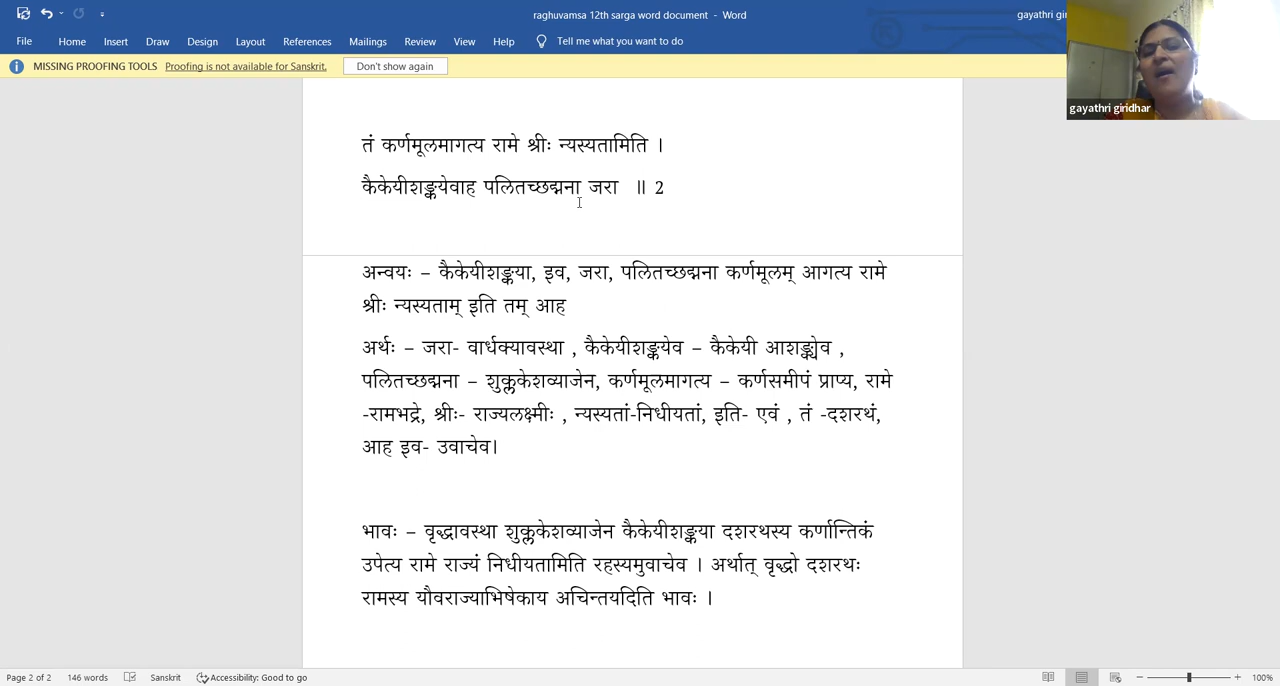 raghuvamsa 12th sarga word document - Word
gayathri gir
File Home Insert Draw Design Layout References Mailings Review View Help Tell me what you want to do
MISSING PROOFING TOOLS Proofing is not available for Sanskrit. Don't show again
gayathri giridhar
तं कर्णमूलमागत्य रामे श्रीः न्यस्यतामिति ।
कैकेयीशङ्कयेवाह पलितच्छद्मना जरा ॥ 2
अन्वयः – कैकेयीशङ्कया, इव, जरा, पलितच्छद्मना कर्णमूलम् आगत्य रामे
श्रीः न्यस्यताम् इति तम् आह
अर्थः – जरा- वार्धक्यावस्था , कैकेयीशङ्कयेव – कैकेयी आशङ्क्येव ,
पलितच्छद्मना – शुक्लकेशव्याजेन, कर्णमूलमागत्य – कर्णसमीपं प्राप्य, रामे
-रामभद्रे, श्रीः- राज्यलक्ष्मीः , न्यस्यतां-निधीयतां, इति- एवं , तं -दशरथं,
आह इव- उवाचेव।
भावः – वृद्धावस्था शुक्लकेशव्याजेन कैकेयीशङ्कया दशरथस्य कर्णान्तिकं
उपेत्य रामे राज्यं निधीयतामिति रहस्यमुवाचेव । अर्थात् वृद्धो दशरथः
रामस्य यौवराज्याभिषेकाय अचिन्तयदिति भावः ।
Page 2 of 2 146 words Sanskrit Accessibility: Good to go 100%